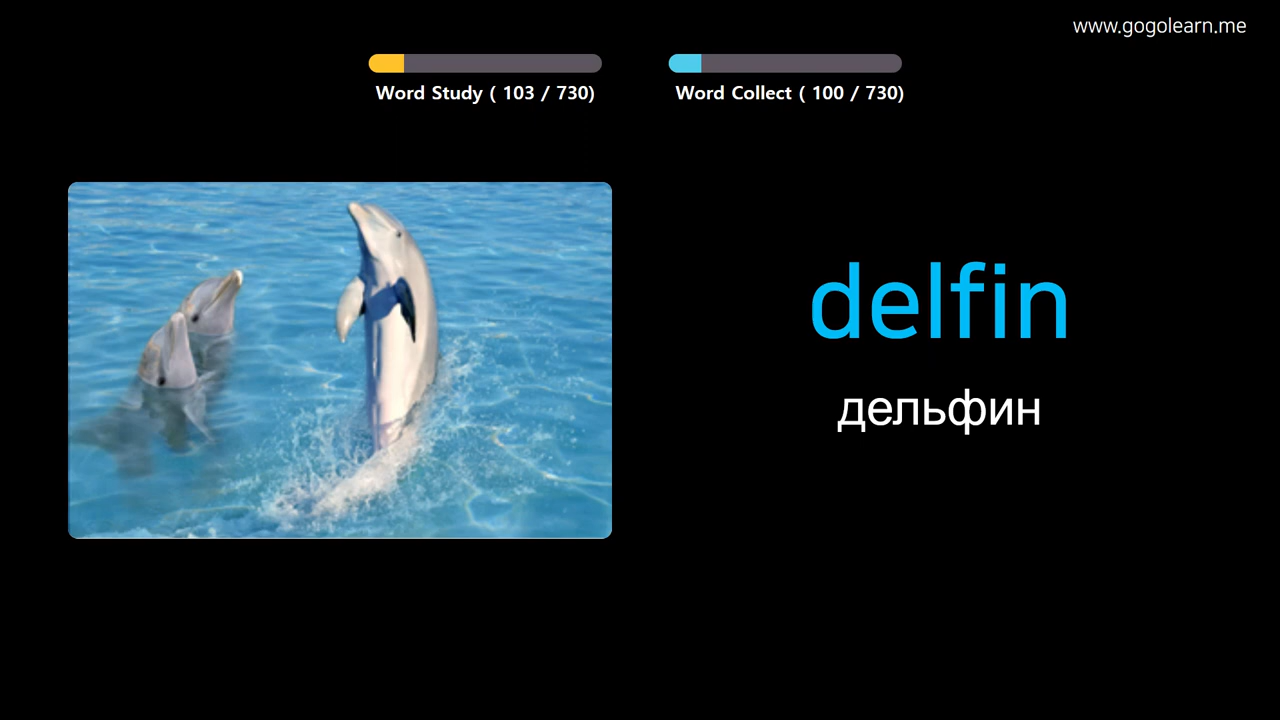 www.gogolearn.me
Word Study ( 103 / 730)
Word Collect ( 100 / 730)
delfin
дельфин